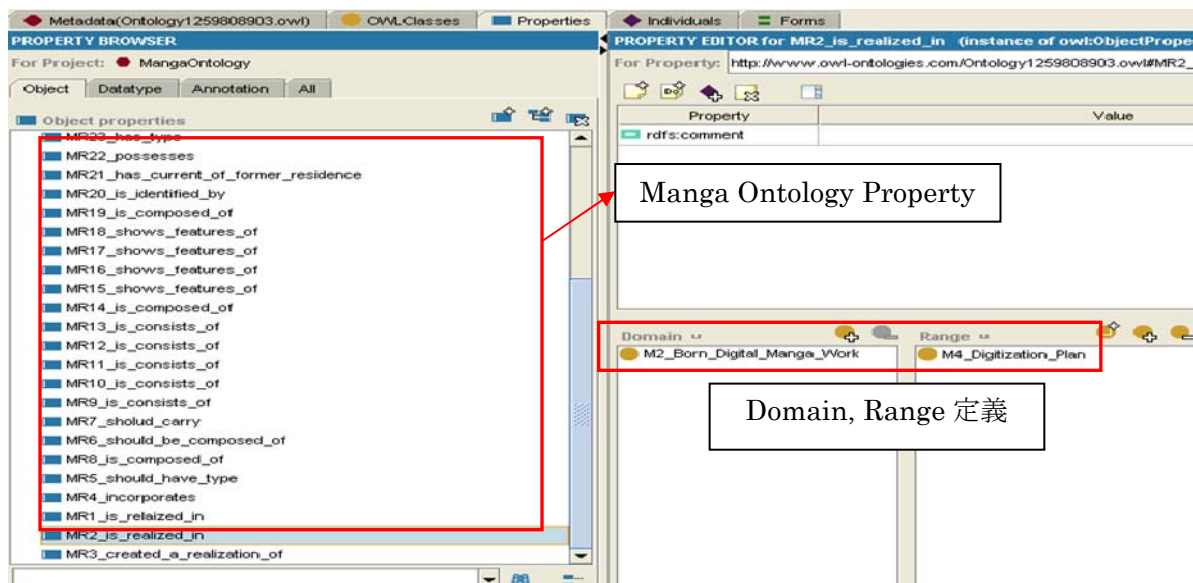 Metadata(Ontology1259808903.owl) OWLClasses Properties Individuals Forms
PROPERTY BROWSER
For Project: MangaOntology
Object Datatype Annotation All
Object properties
MR23_has_type
MR22_possesses
MR21_has_current_of_former_residence
MR20_is_identified_by
MR19_is_composed_of
MR18_shows_features_of
MR17_shows_features_of
MR16_shows_features_of
MR15_shows_features_of
MR14_is_composed_of
MR13_is_consists_of
MR12_is_consists_of
MR11_is_consists_of
MR10_is_consists_of
MR9_is_consists_of
MR7_sholud_carry
MR6_should_be_composed_of
MR8_is_composed_of
MR5_should_have_type
MR4_incorporates
MR1_is_relaized_in
MR2_is_realized_in
MR3_created_a_realization_of
PROPERTY EDITOR for MR2_is_realized_in (instance of owl:ObjectPrope
For Property: http://www.owl-ontologies.com/Ontology1259808903.owl#MR2_
Property Value
rdfs:comment
Manga Ontology Property
Domain Range
M2_Born_Digital_Manga_Work M4_Digitization_Plan
Domain, Range 定義